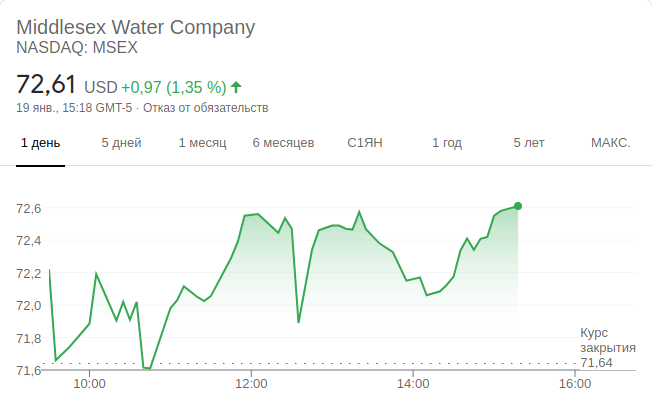 Middlesex Water Company
NASDAQ: MSEX
72,61 USD +0,97 (1,35 %)
19 янв., 15:18 GMT-5 · Отказ от обязательств
1 день 5 дней 1 месяц 6 месяцев С1ЯН 1 год 5 лет МАКС.
72,6
72,4
72,2
72,0
71,8
71,6
Курс
закрытия
71,64
10:00 12:00 14:00 16:00